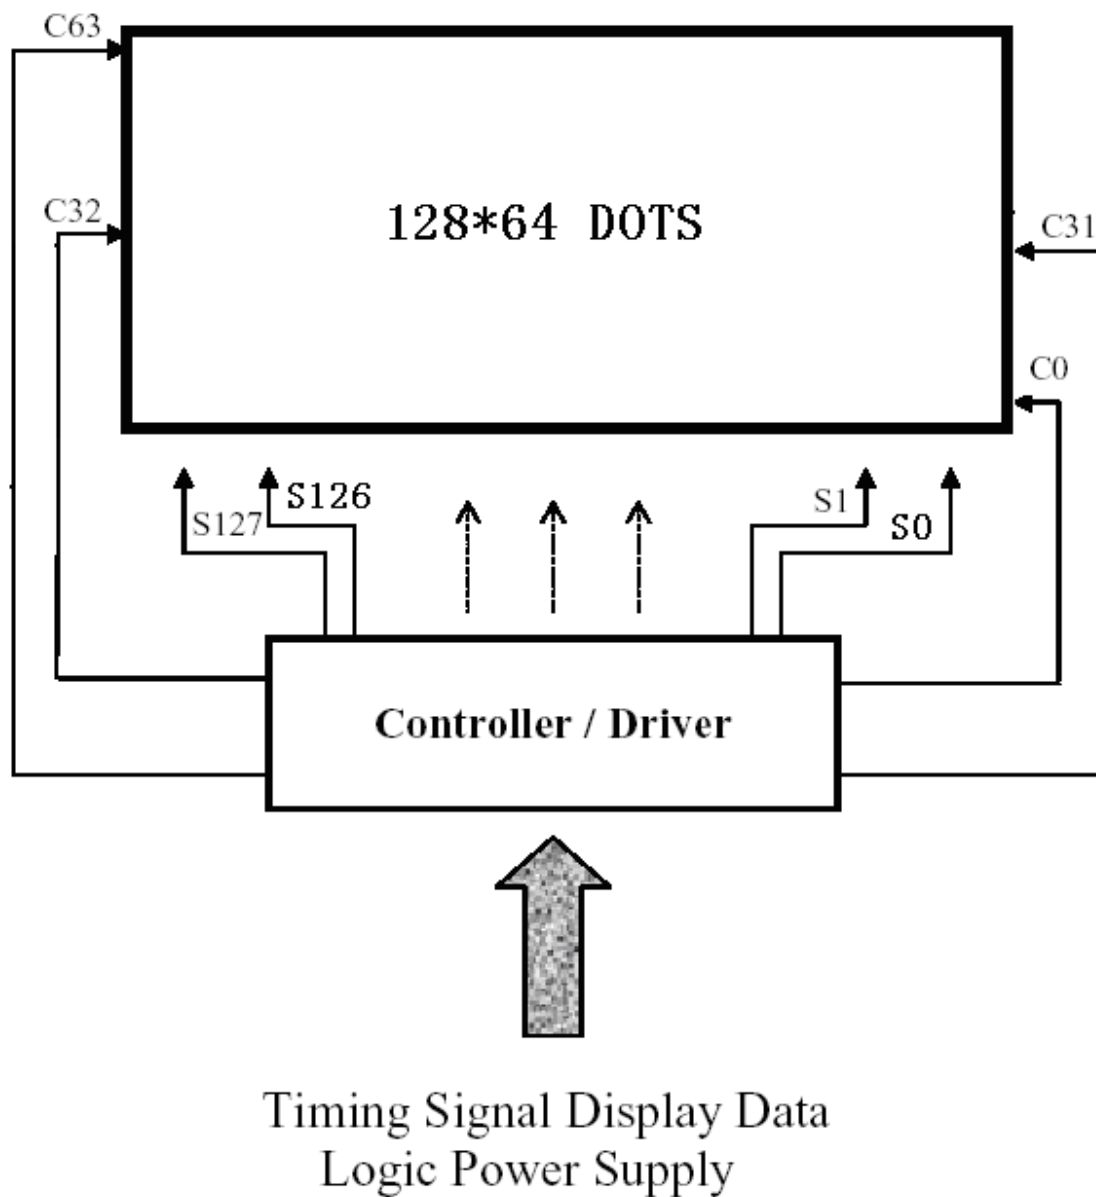 C63
C32
128*64 DOTS
C31
C0
S127
S126
S1
S0
Controller / Driver
Timing Signal Display Data
Logic Power Supply